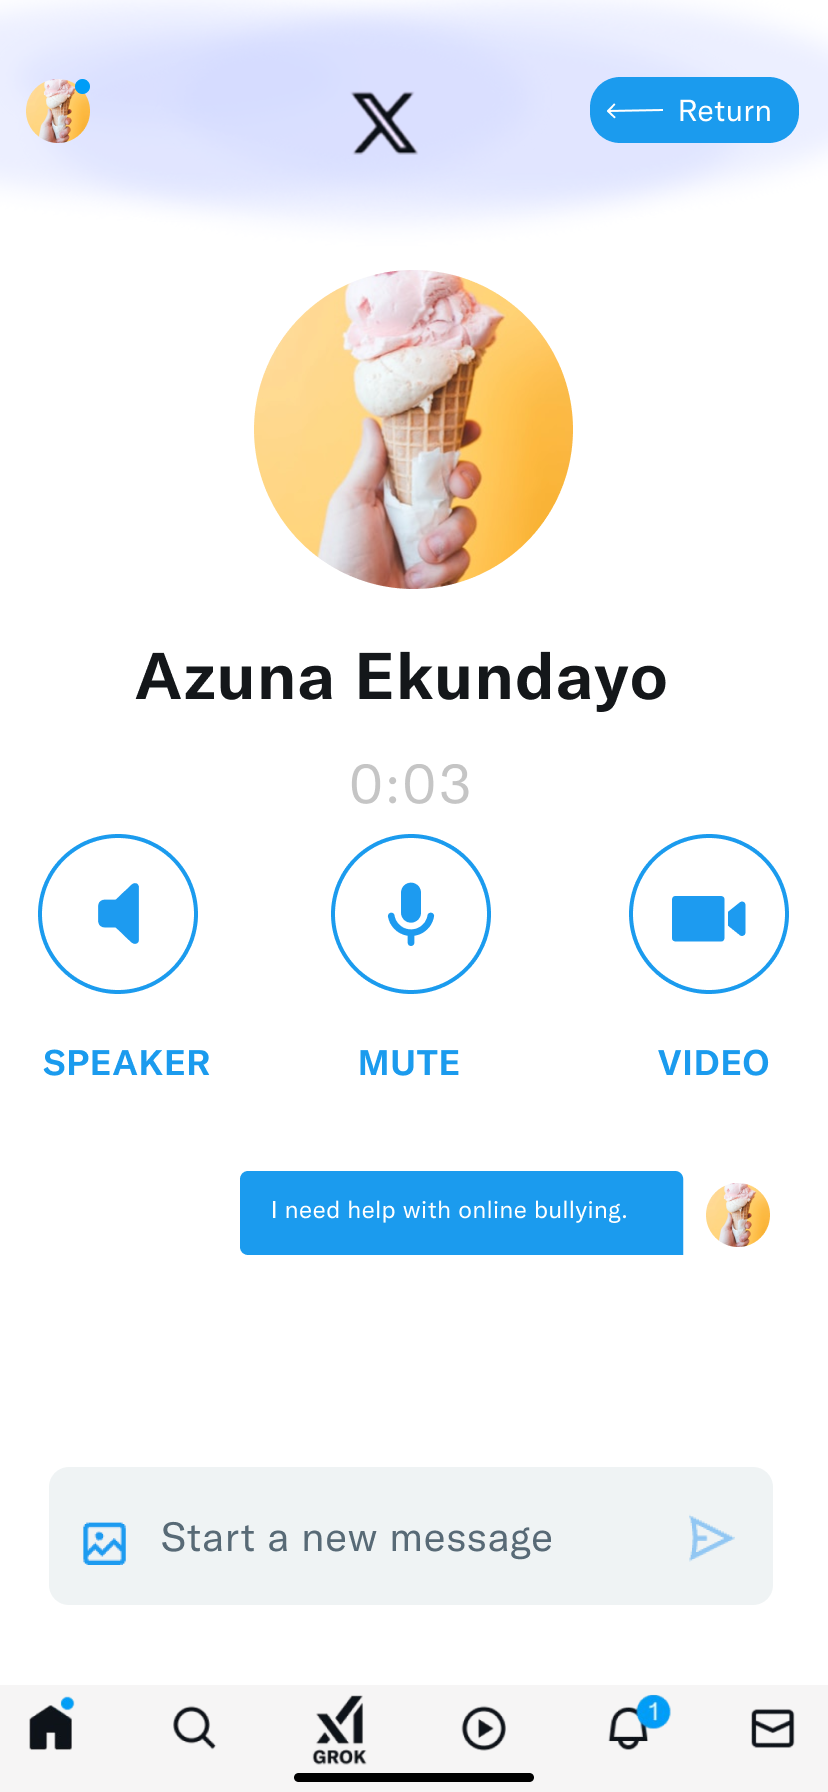 Return
Azuna Ekundayo
0:03
SPEAKER MUTE VIDEO
I need help with online bullying.
Start a new message
1
GROK